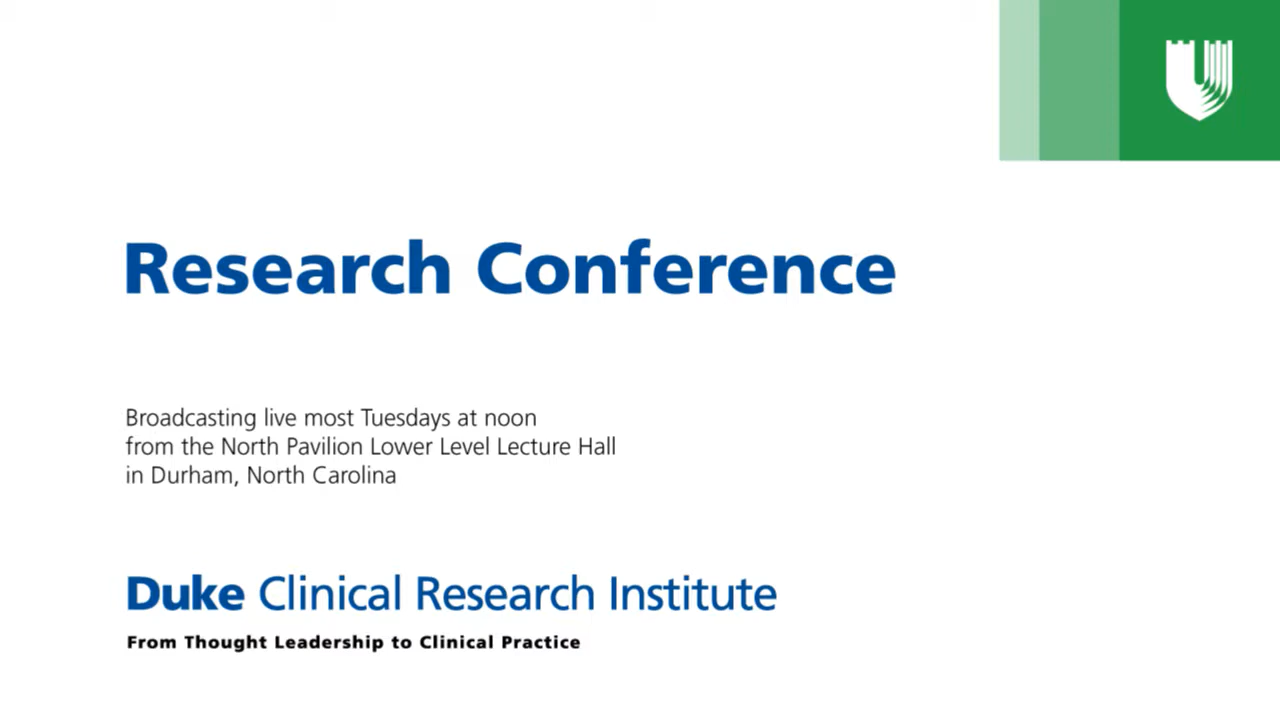 Research Conference
Broadcasting live most Tuesdays at noon
from the North Pavilion Lower Level Lecture Hall
in Durham, North Carolina
Duke Clinical Research Institute
From Thought Leadership to Clinical Practice